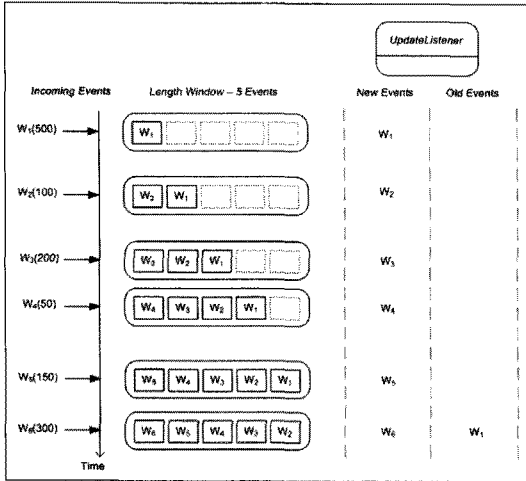 UpdateListener
Incoming Events Length Window – 5 Events New Events Old Events
W₁(500) W₁ W₁
W₂(100) W₂ W₁ W₂
W₃(200) W₃ W₂ W₁ W₃
W₄(50) W₄ W₃ W₂ W₁ W₄
W₅(150) W₅ W₄ W₃ W₂ W₁ W₅
W₆(300) W₆ W₅ W₄ W₃ W₂ W₆ W₁
Time